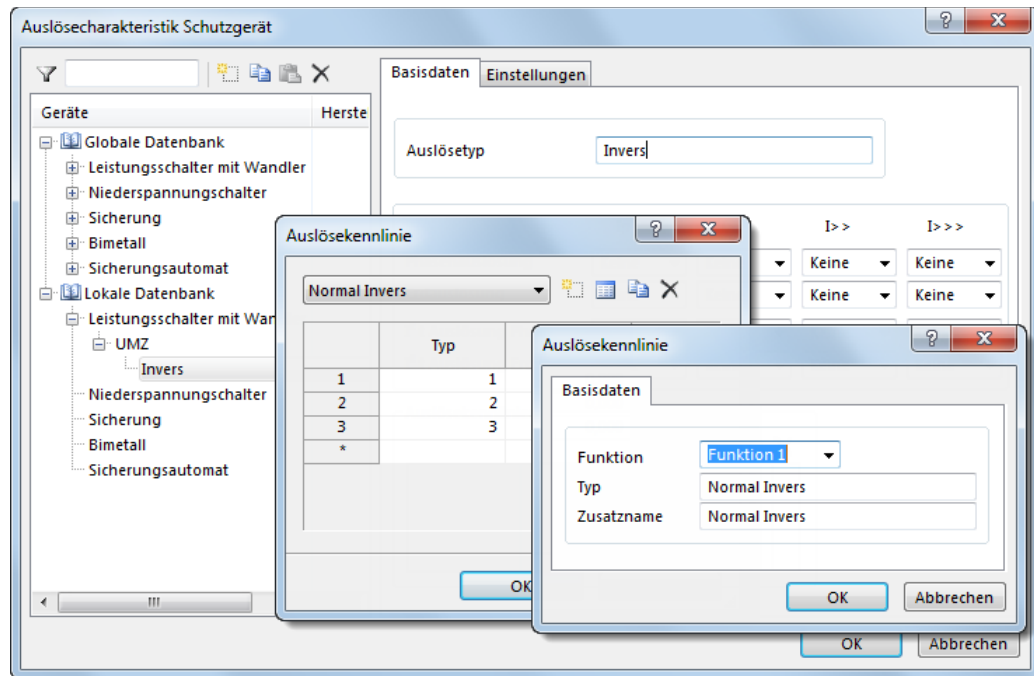 Auslösecharakteristik Schutzgerät
Basisdaten Einstellungen
Geräte Herste
Globale Datenbank
Leistungsschalter mit Wandler
Niederspannungschalter
Sicherung
Bimetall
Sicherungsautomat
Lokale Datenbank
Leistungsschalter mit Wan
UMZ
Invers
Niederspannungschalter
Sicherung
Bimetall
Sicherungsautomat
Auslösetyp Invers
I>> I>>>
Keine Keine
Keine Keine
OK Abbrechen
Auslösekennlinie
Normal Invers
Typ
1 1
2 2
3 3
*
OK
Auslösekennlinie
Basisdaten
Funktion Funktion 1
Typ Normal Invers
Zusatzname Normal Invers
OK Abbrechen